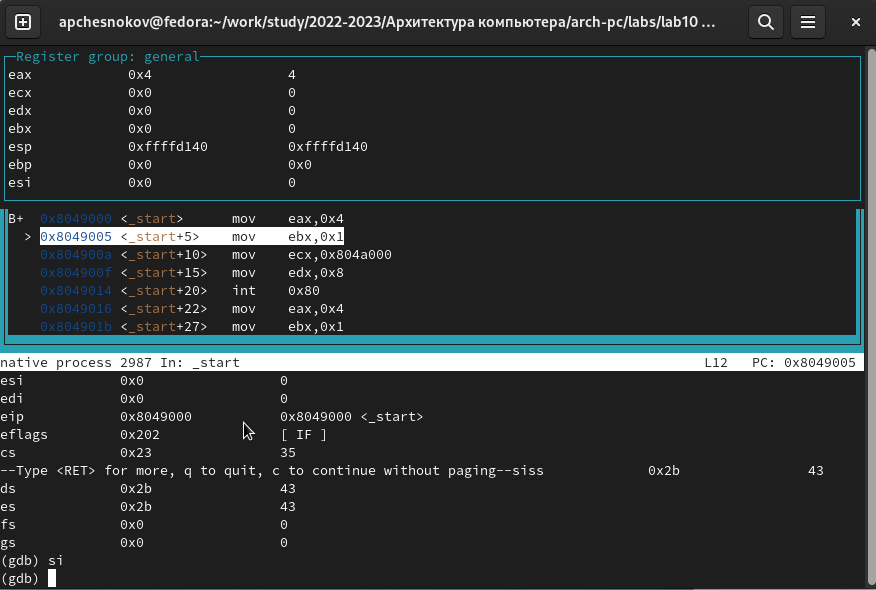 apchesnokov@fedora:~/work/study/2022-2023/Архитектура компьютера/arch-pc/labs/lab10 ...
Register group: general
eax 0x4 4
ecx 0x0 0
edx 0x0 0
ebx 0x0 0
esp 0xffffd140 0xffffd140
ebp 0x0 0x0
esi 0x0 0
B+ 0x8049000 <_start> mov eax,0x4
> 0x8049005 <_start+5> mov ebx,0x1
0x804900a <_start+10> mov ecx,0x804a000
0x804900f <_start+15> mov edx,0x8
0x8049014 <_start+20> int 0x80
0x8049016 <_start+22> mov eax,0x4
0x804901b <_start+27> mov ebx,0x1
native process 2987 In: _start L12 PC: 0x8049005
esi 0x0 0
edi 0x0 0
eip 0x8049000 0x8049000 <_start>
eflags 0x202 [ IF ]
cs 0x23 35
--Type <RET> for more, q to quit, c to continue without paging--siss 0x2b 43
ds 0x2b 43
es 0x2b 43
fs 0x0 0
gs 0x0 0
(gdb) si
(gdb)